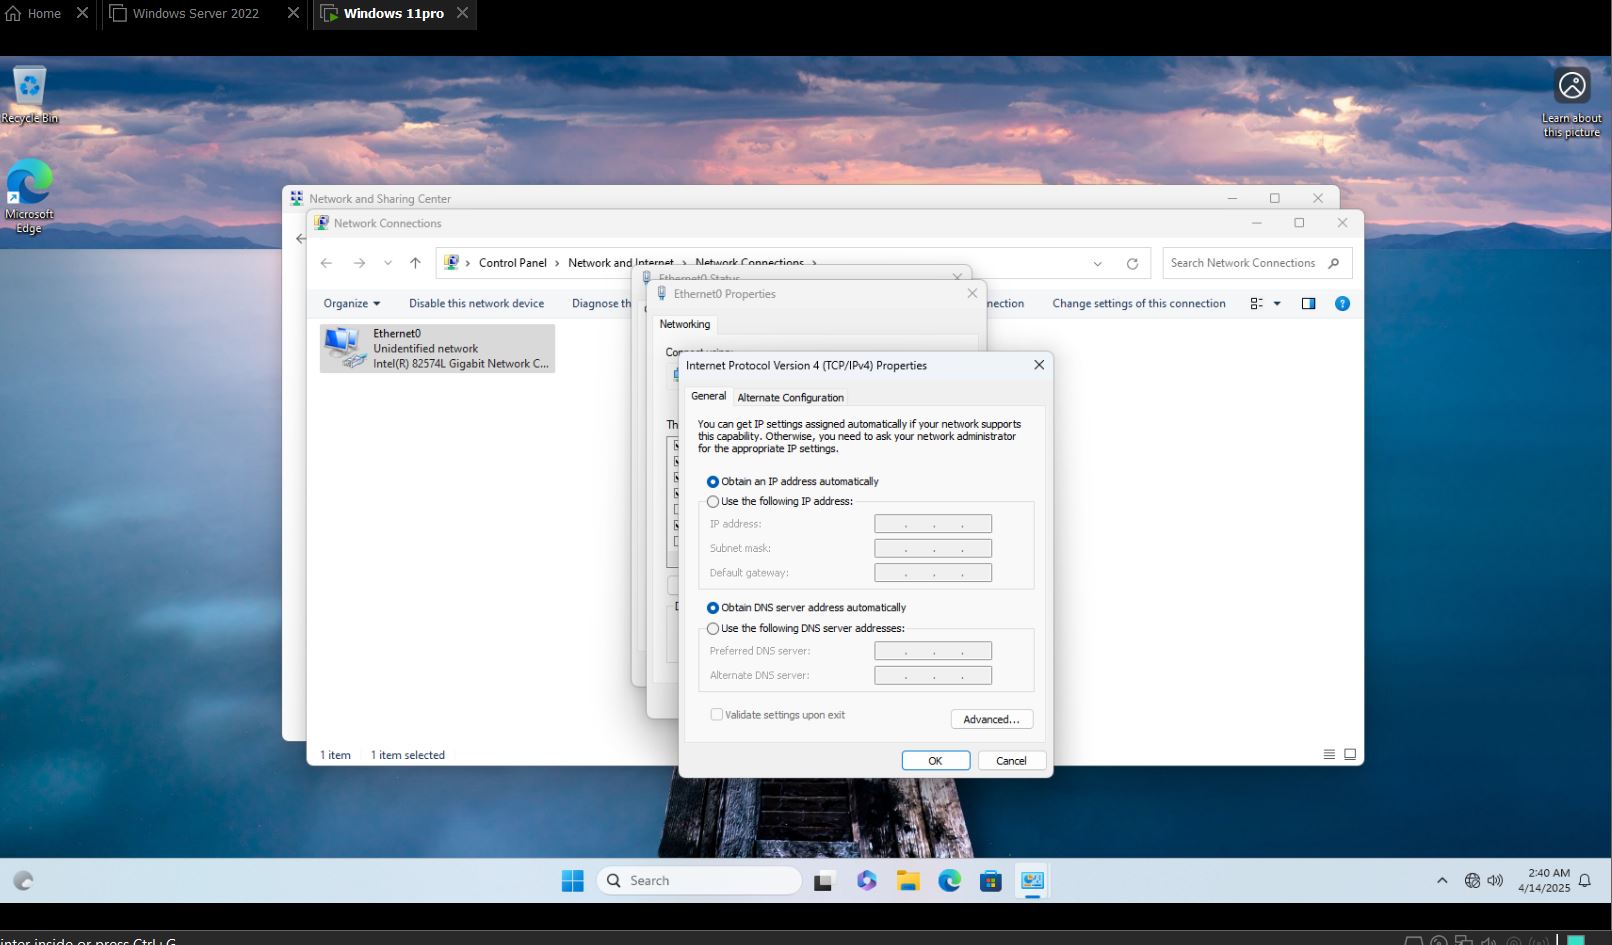 Home
Windows Server 2022
Windows 11pro
Recycle Bin
Learn about
this picture
Microsoft
Edge
Network and Sharing Center
Network Connections
Control Panel > Network and Internet > Network Connections >
Search Network Connections
Ethernet0 Status
Ethernet0 Properties
Organize
Disable this network device
Diagnose th
nection
Change settings of this connection
Networking
Ethernet0
Unidentified network
Intel(R) 82574L Gigabit Network C...
Connect using:
Internet Protocol Version 4 (TCP/IPv4) Properties
General
Alternate Configuration
Th
You can get IP settings assigned automatically if your network supports
this capability. Otherwise, you need to ask your network administrator
for the appropriate IP settings.
Obtain an IP address automatically
Use the following IP address:
IP address:
Subnet mask:
Default gateway:
Obtain DNS server address automatically
Use the following DNS server addresses:
Preferred DNS server:
Alternate DNS server:
Validate settings upon exit
Advanced...
OK
Cancel
1 item
1 item selected
Search
2:40 AM
4/14/2025
inter inside or press Ctrl+G